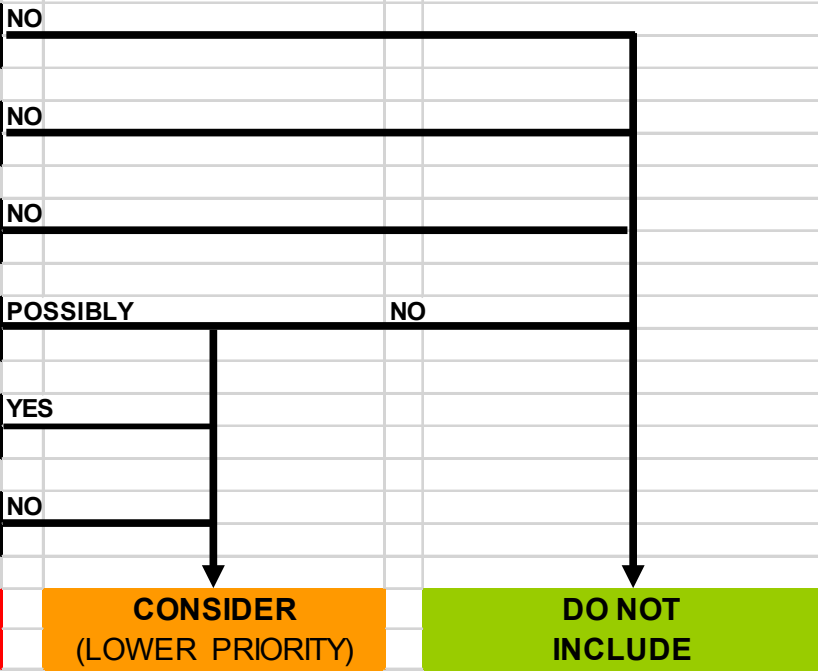 NO
NO
NO
POSSIBLY NO
YES
NO
CONSIDER
(LOWER PRIORITY)
DO NOT
INCLUDE